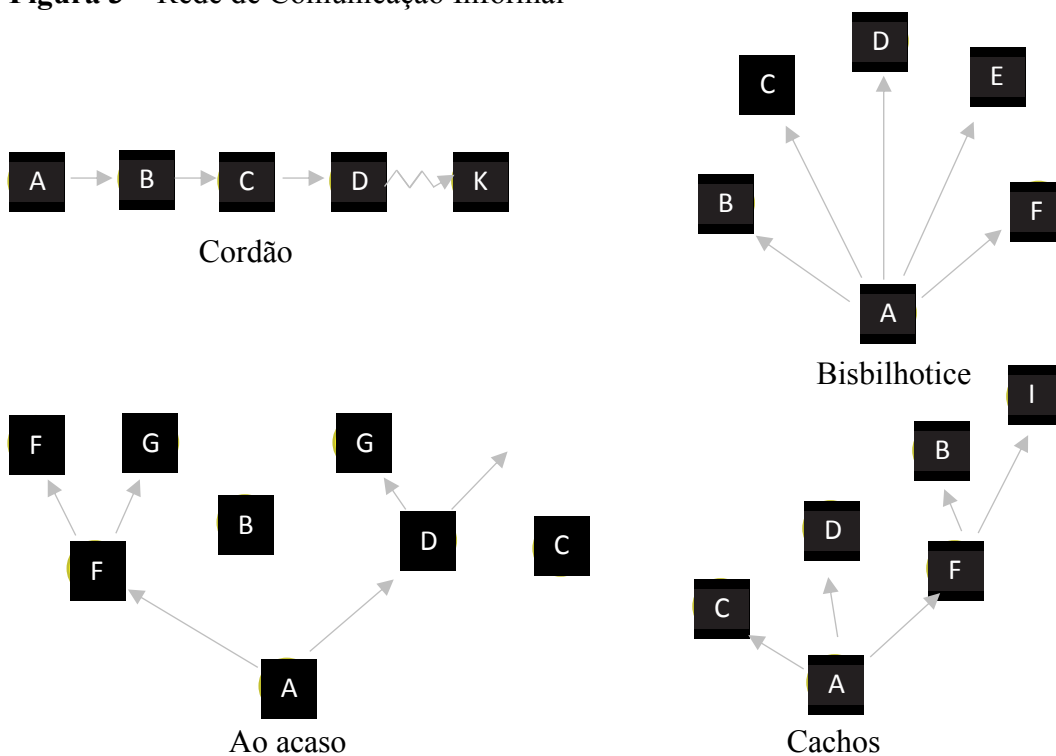 Figura 3 – Rede de Comunicação Informal
A B C D K
Cordão
D
C
E
B
F
A
Bisbilhotice
F G
G
B
D
C
F
A
Ao acaso
I
B
D
F
C
A
Cachos